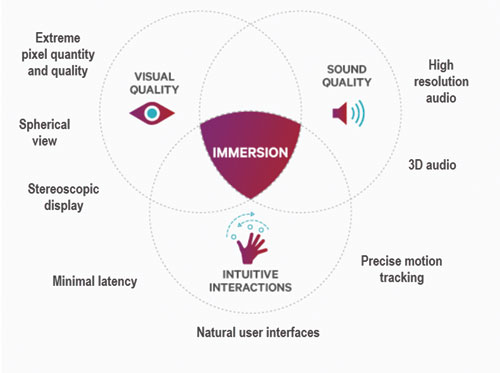 Extreme
pixel quantity
and quality
VISUAL
QUALITY
SOUND
QUALITY
High
resolution
audio
Spherical
view
IMMERSION
3D audio
Stereoscopic
display
Minimal latency
INTUITIVE
INTERACTIONS
Precise motion
tracking
Natural user interfaces